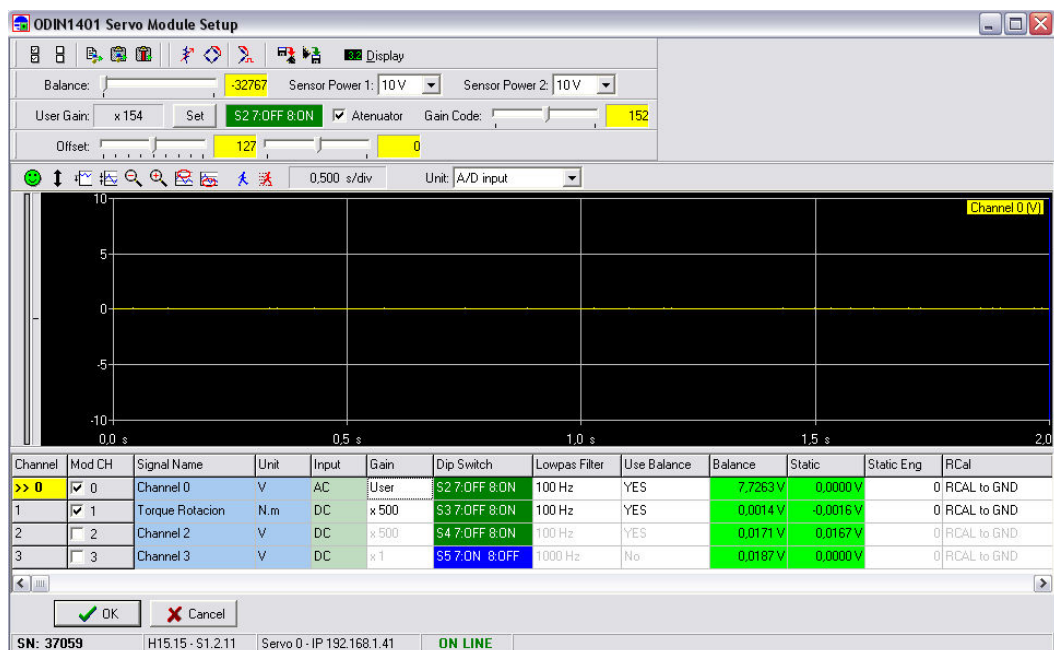 ODIN1401 Servo Module Setup
3.2 Display
Balance: -32767 Sensor Power 1: 10 V Sensor Power 2: 10 V
User Gain: x 154 Set S2 7:OFF 8:ON Atenuator Gain Code: 152
Offset: 127 0
0,500 s/div Unit: A/D input
Channel 0 (V)
10
5
0
-5
-10
0,0 s 0,5 s 1,0 s 1,5 s 2,0
Channel Mod CH Signal Name Unit Input Gain Dip Switch Lowpas Filter Use Balance Balance Static Static Eng RCal
>> 0 0 Channel 0 V AC User S2 7:OFF 8:ON 100 Hz YES 7,7263 V 0,0000 V 0 RCAL to GND
1 1 Torque Rotacion N.m DC x 500 S3 7:OFF 8:ON 100 Hz YES 0,0014 V -0,0016 V 0 RCAL to GND
2 2 Channel 2 V DC x 500 S4 7:OFF 8:ON 100 Hz YES 0,0171 V 0,0167 V 0 RCAL to GND
3 3 Channel 3 V DC x 1 S5 7:ON 8:OFF 1000 Hz No 0,0187 V 0,0000 V 0 RCAL to GND
OK Cancel
SN: 37059 H15.15 - S1.2.11 Servo 0 - IP 192.168.1.41 ON LINE